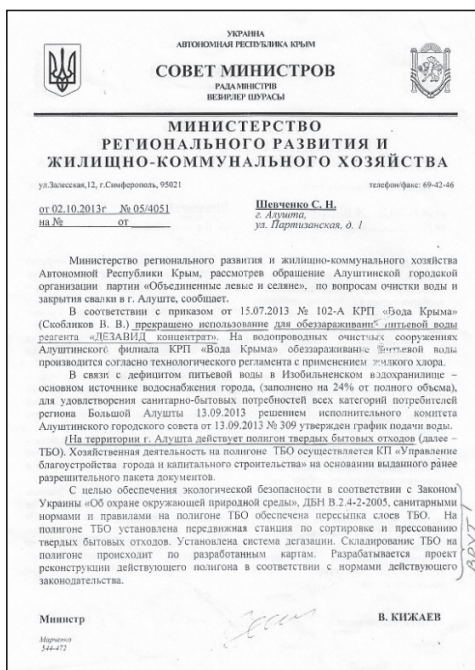 УКРАИНА
АВТОНОМНАЯ РЕСПУБЛИКА КРЫМ
СОВЕТ МИНИСТРОВ
РАДА МІНІСТРІВ
ВЕЗИРЛЕР ШУРАСЫ
МИНИСТЕРСТВО
РЕГИОНАЛЬНОГО РАЗВИТИЯ И
ЖИЛИЩНО-КОММУНАЛЬНОГО ХОЗЯЙСТВА
ул.Залесская,12, г.Симферополь, 95021 телефон/факс: 69-42-46
от 02.10.2013г № 05/4051
на № от
Шевченко С. Н.
г. Алушта,
ул. Партизанская, д. 1
Министерство регионального развития и жилищно-коммунального хозяйства
Автономной Республики Крым, рассмотрев обращение Алуштинской городской
организации партии «Объединенные левые и селяне», по вопросам очистки воды и
закрытия свалки в г. Алуште, сообщает.
В соответствии с приказом от 15.07.2013 № 102-А КРП «Вода Крыма»
(Скобликов В. В.) прекращено использование для обеззараживания питьевой воды
реагента «ДЕЗАВИД концентрат». На водопроводных очистных сооружениях
Алуштинского филиала КРП «Вода Крыма» обеззараживание питьевой воды
производится согласно технологического регламента с применением жидкого хлора.
В связи с дефицитом питьевой воды в Изобильненском водохранилище –
основном источнике водоснабжения города, (заполнено на 24% от полного объема),
для удовлетворения санитарно-бытовых потребностей всех категорий потребителей
региона Большой Алушты 13.09.2013 решением исполнительного комитета
Алуштинского городского совета от 13.09.2013 № 309 утвержден график подачи воды.
На территории г. Алушта действует полигон твердых бытовых отходов (далее –
ТБО). Хозяйственная деятельность на полигоне ТБО осуществляется КП «Управление
благоустройства города и капитального строительства» на основании выданного ранее
разрешительного пакета документов.
С целью обеспечения экологической безопасности в соответствии с Законом
Украины «Об охране окружающей природной среды», ДБН В.2.4-2-2005, санитарными
нормами и правилами на полигоне ТБО обеспечена пересыпка слоев ТБО. На
полигоне ТБО установлена передвижная станция по сортировке и прессованию
твердых бытовых отходов. Установлена система дегазации. Складирование ТБО на
полигоне происходит по разработанным картам. Разрабатывается проект
реконструкции действующего полигона в соответствии с нормами действующего
законодательства.
ВРУТ!
Министр В. КИЖАЕВ
Марченко
544-472